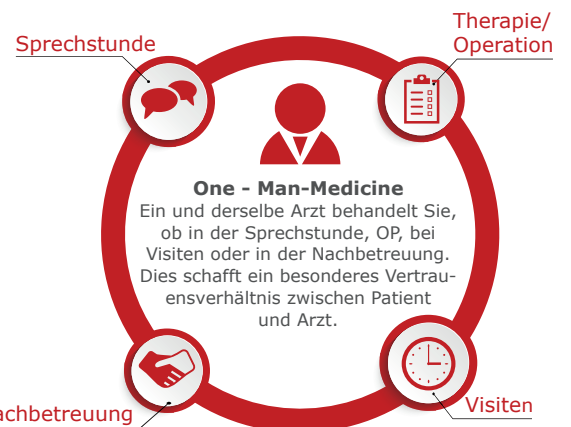 Sprechstunde
Therapie/
Operation
One - Man-Medicine
Ein und derselbe Arzt behandelt Sie,
ob in der Sprechstunde, OP, bei
Visiten oder in der Nachbetreuung.
Dies schafft ein besonderes Vertrau-
ensverhältnis zwischen Patient
und Arzt.
achbetreuung
Visiten